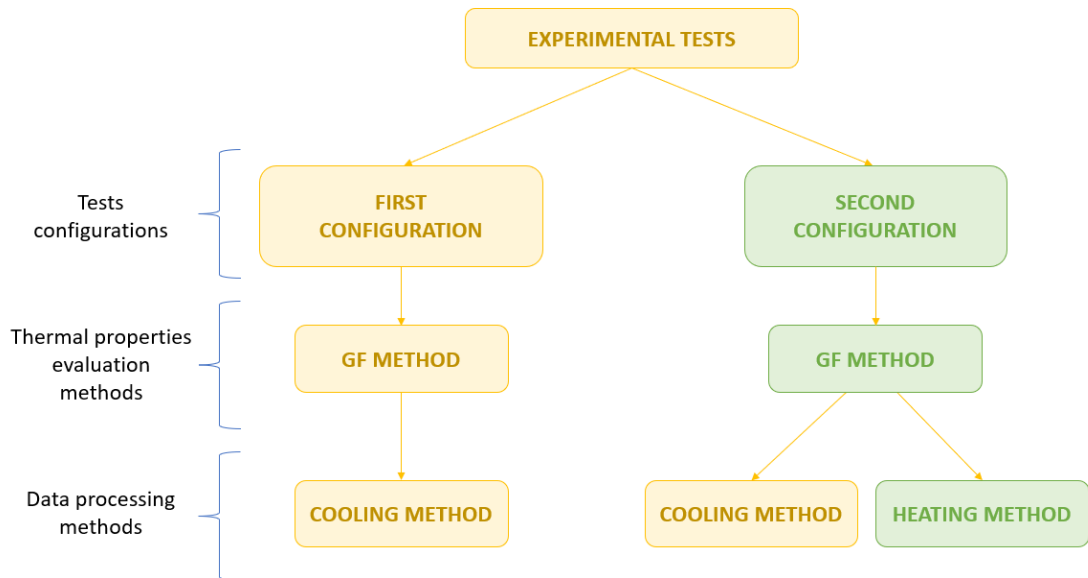 EXPERIMENTAL TESTS
Tests
configurations
FIRST
CONFIGURATION
SECOND
CONFIGURATION
Thermal properties
evaluation
methods
GF METHOD
GF METHOD
Data processing
methods
COOLING METHOD
COOLING METHOD
HEATING METHOD